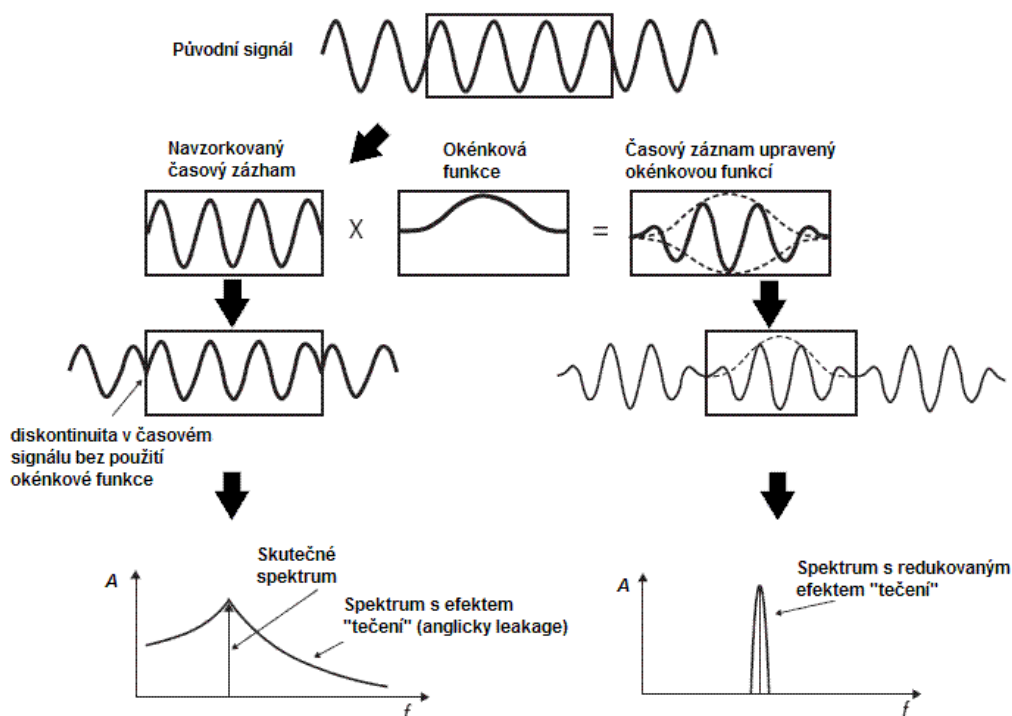 Původní signál
Navzorkovaný
časový zázham
Okénková
funkce
Časový záznam upravený
okénkovou funkcí
X
=
diskontinuita v časovém
signálu bez použití
okénkové funkce
A
Skutečné
spektrum
Spektrum s efektem
"tečení" (anglicky leakage)
f
A
Spektrum s redukovaným
efektem "tečení"
f